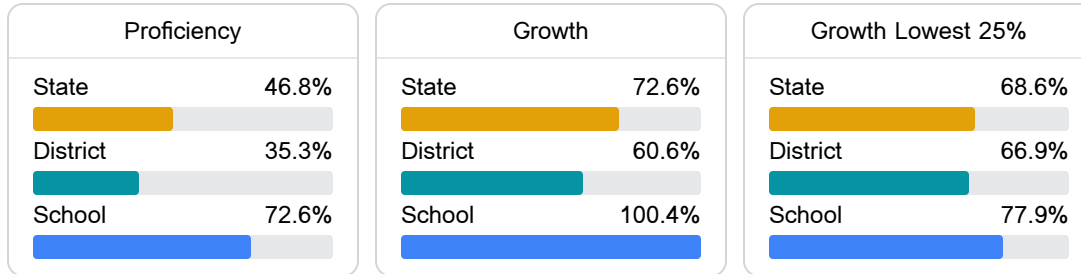 Proficiency
State 46.8%
District 35.3%
School 72.6%
Growth
State 72.6%
District 60.6%
School 100.4%
Growth Lowest 25%
State 68.6%
District 66.9%
School 77.9%